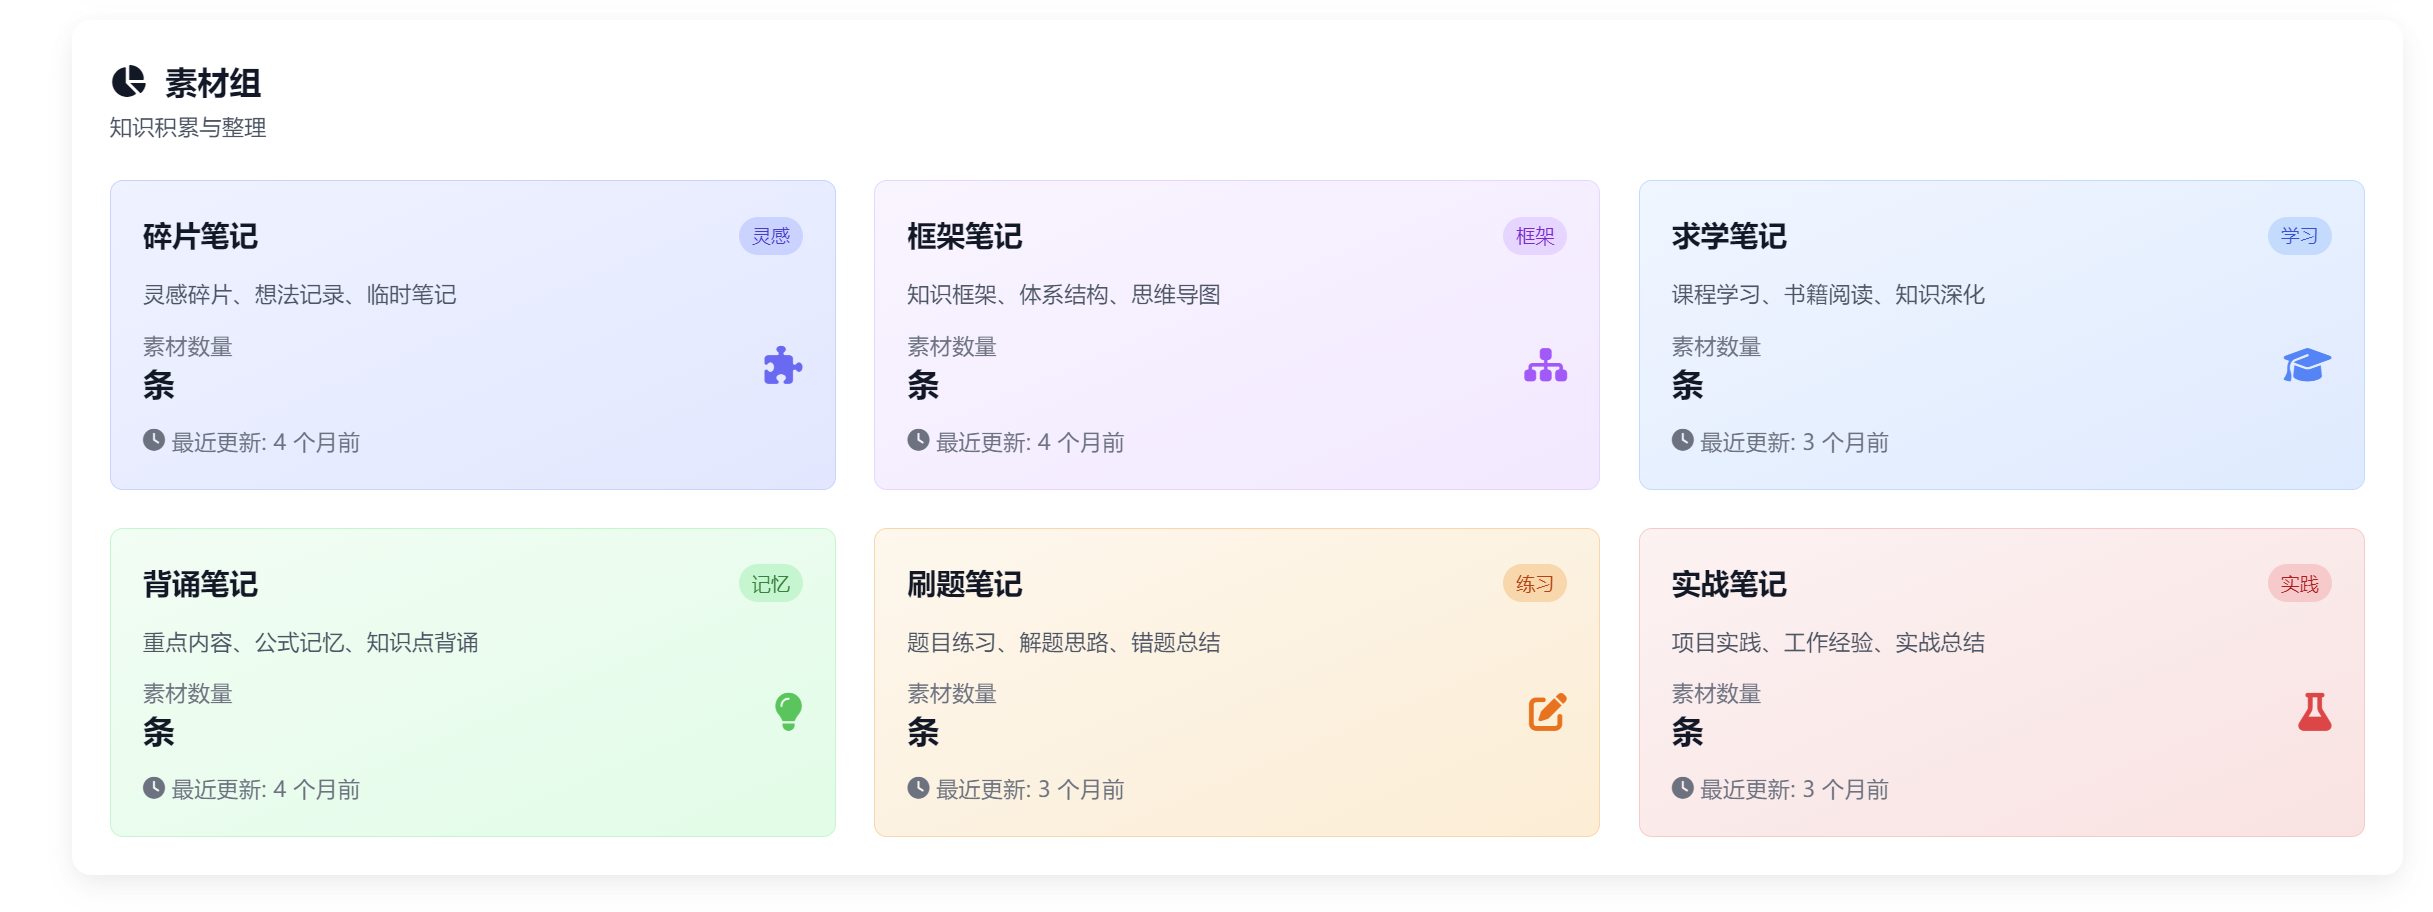 素材组
知识积累与整理
碎片笔记
灵感
灵感碎片、想法记录、临时笔记
素材数量
条
最近更新: 4 个月前
框架笔记
框架
知识框架、体系结构、思维导图
素材数量
条
最近更新: 4 个月前
求学笔记
学习
课程学习、书籍阅读、知识深化
素材数量
条
最近更新: 3 个月前
背诵笔记
记忆
重点内容、公式记忆、知识点背诵
素材数量
条
最近更新: 4 个月前
刷题笔记
练习
题目练习、解题思路、错题总结
素材数量
条
最近更新: 3 个月前
实战笔记
实践
项目实践、工作经验、实战总结
素材数量
条
最近更新: 3 个月前